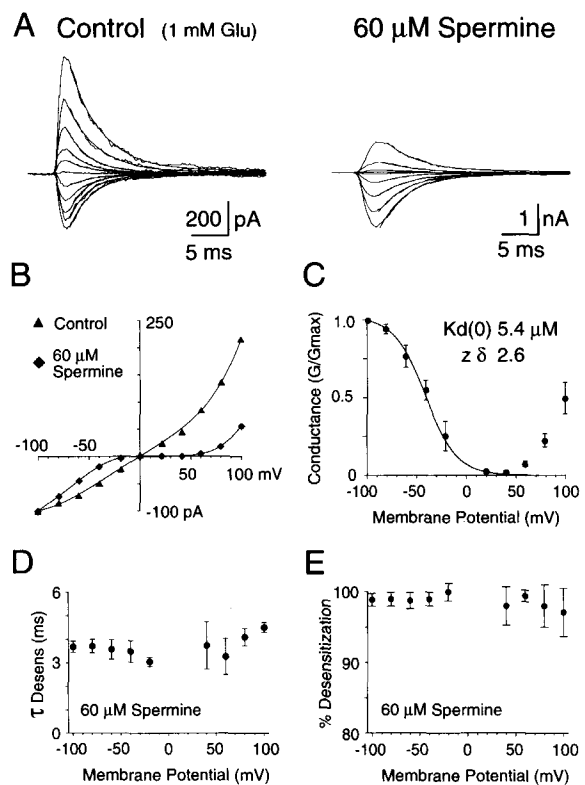 A Control (1 mM Glu) 60 μM Spermine
200 pA
5 ms
1 nA
5 ms
B
Control
60 μM
Spermine
250
-100
-50
50
100 mV
-100 pA
C
Kd(0) 5.4 μM
z δ 2.6
Conductance (G/Gmax)
1.0
0.5
0
-100 -50 0 50 100
Membrane Potential (mV)
D
τ Desens (ms)
6
3
0
60 μM Spermine
-100 -50 0 50 100
Membrane Potential (mV)
E
% Desensitization
100
90
80
60 μM Spermine
-100 -50 0 50 100
Membrane Potential (mV)